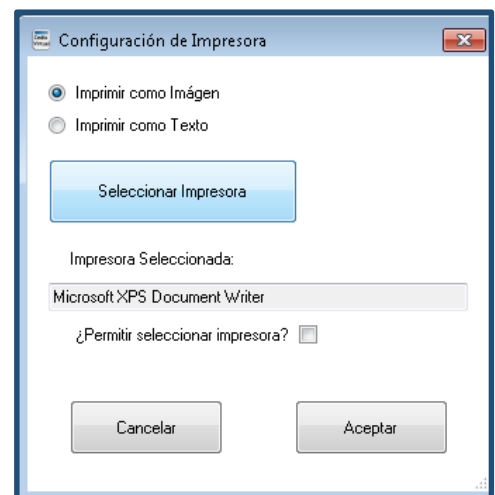 Configuración de Impresora
Imprimir como Imágen
Imprimir como Texto
Seleccionar Impresora
Impresora Seleccionada:
Microsoft XPS Document Writer
¿Permitir seleccionar impresora?
Cancelar Aceptar